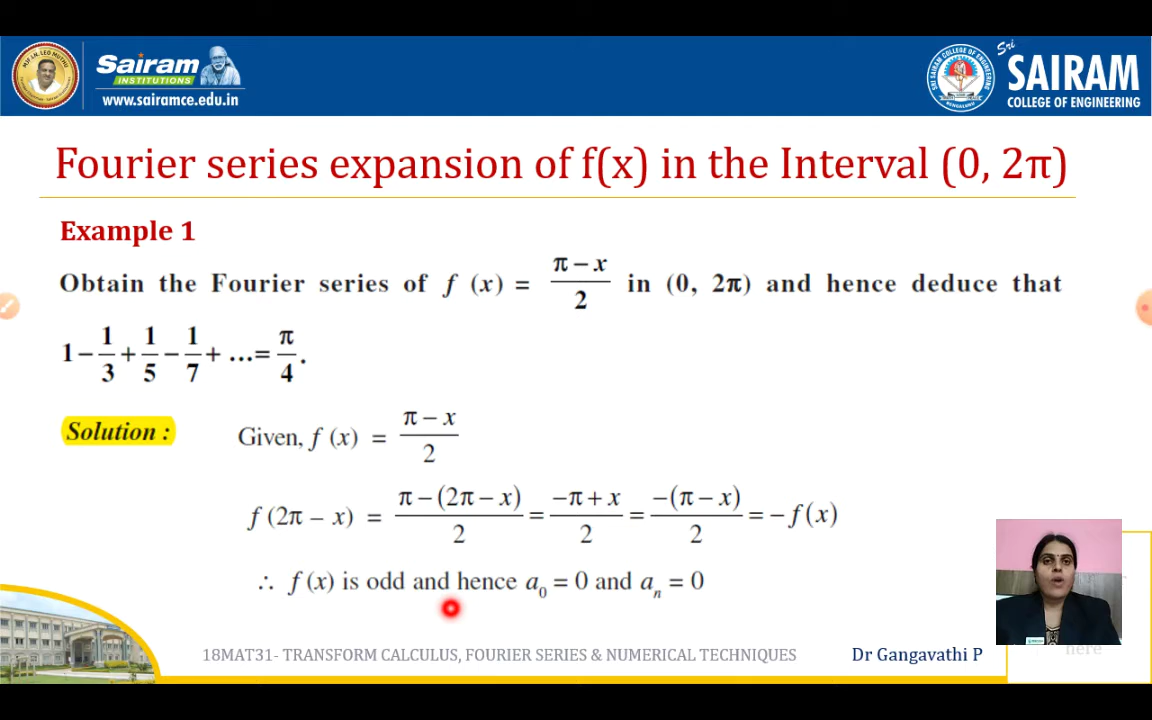 Sairam
INSTITUTIONS
www.sairamce.edu.in
Sri
SAIRAM
COLLEGE OF ENGINEERING
Fourier series expansion of f(x) in the Interval (0, 2π)
Example 1
Obtain the Fourier series of f (x) = (π − x)/2 in (0, 2π) and hence deduce that
1 − 1/3 + 1/5 − 1/7 + ... = π/4.
Solution :
Given, f (x) = (π − x)/2
f (2π − x) = (π − (2π − x))/2 = (−π + x)/2 = (−(π − x))/2 = − f(x)
∴ f (x) is odd and hence a₀ = 0 and aₙ = 0
18MAT31- TRANSFORM CALCULUS, FOURIER SERIES & NUMERICAL TECHNIQUES
Dr Gangavathi P
here